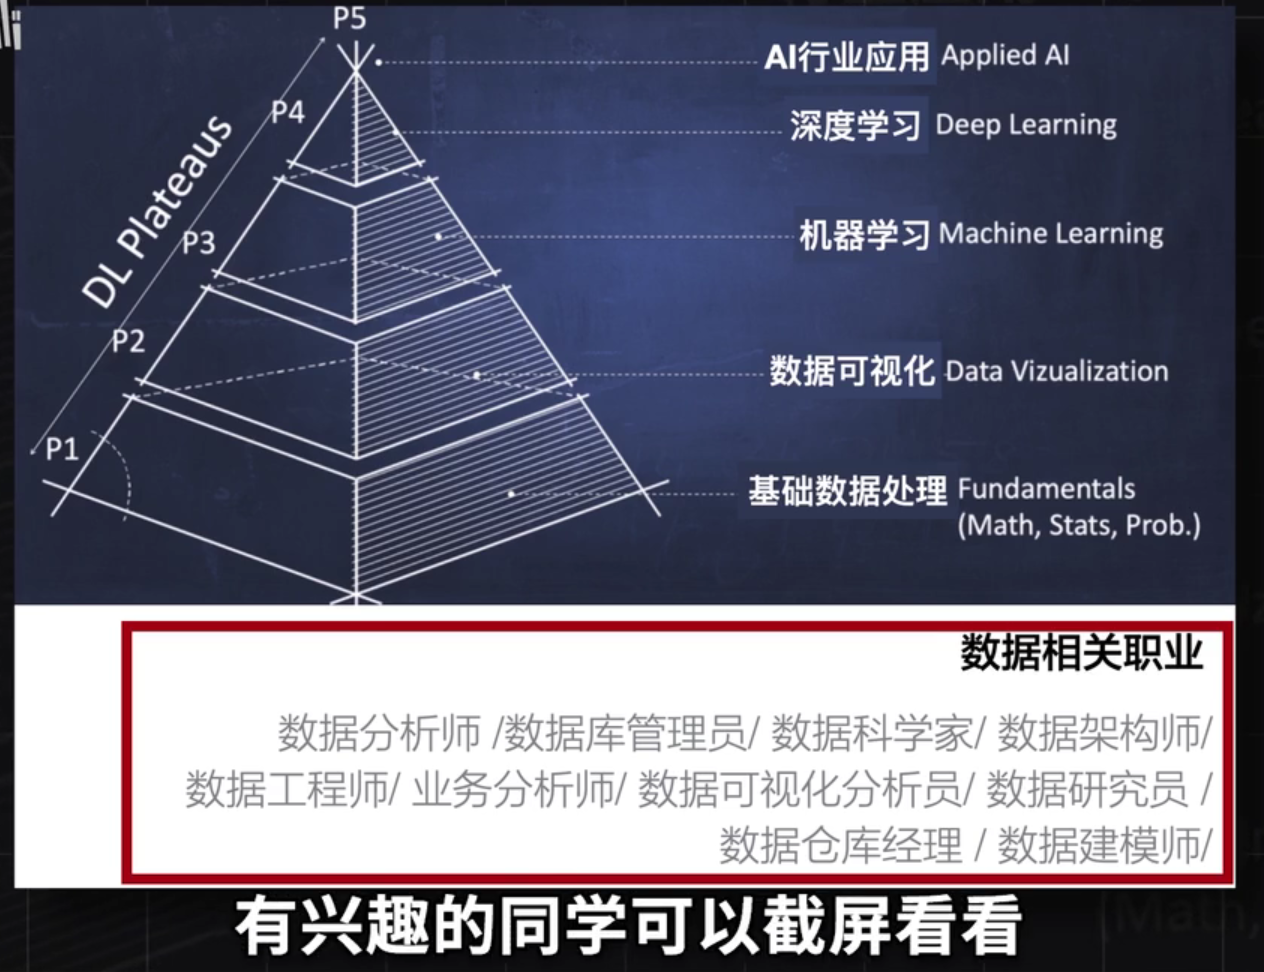 P5
AI行业应用 Applied AI
P4
深度学习 Deep Learning
DL Plateaus
P3
机器学习 Machine Learning
P2
数据可视化 Data Vizualization
P1
基础数据处理 Fundamentals
(Math, Stats, Prob.)
数据相关职业
数据分析师 /数据库管理员/ 数据科学家/ 数据架构师/
数据工程师/ 业务分析师/ 数据可视化分析员/ 数据研究员 /
数据仓库经理 / 数据建模师/
有兴趣的同学可以截屏看看